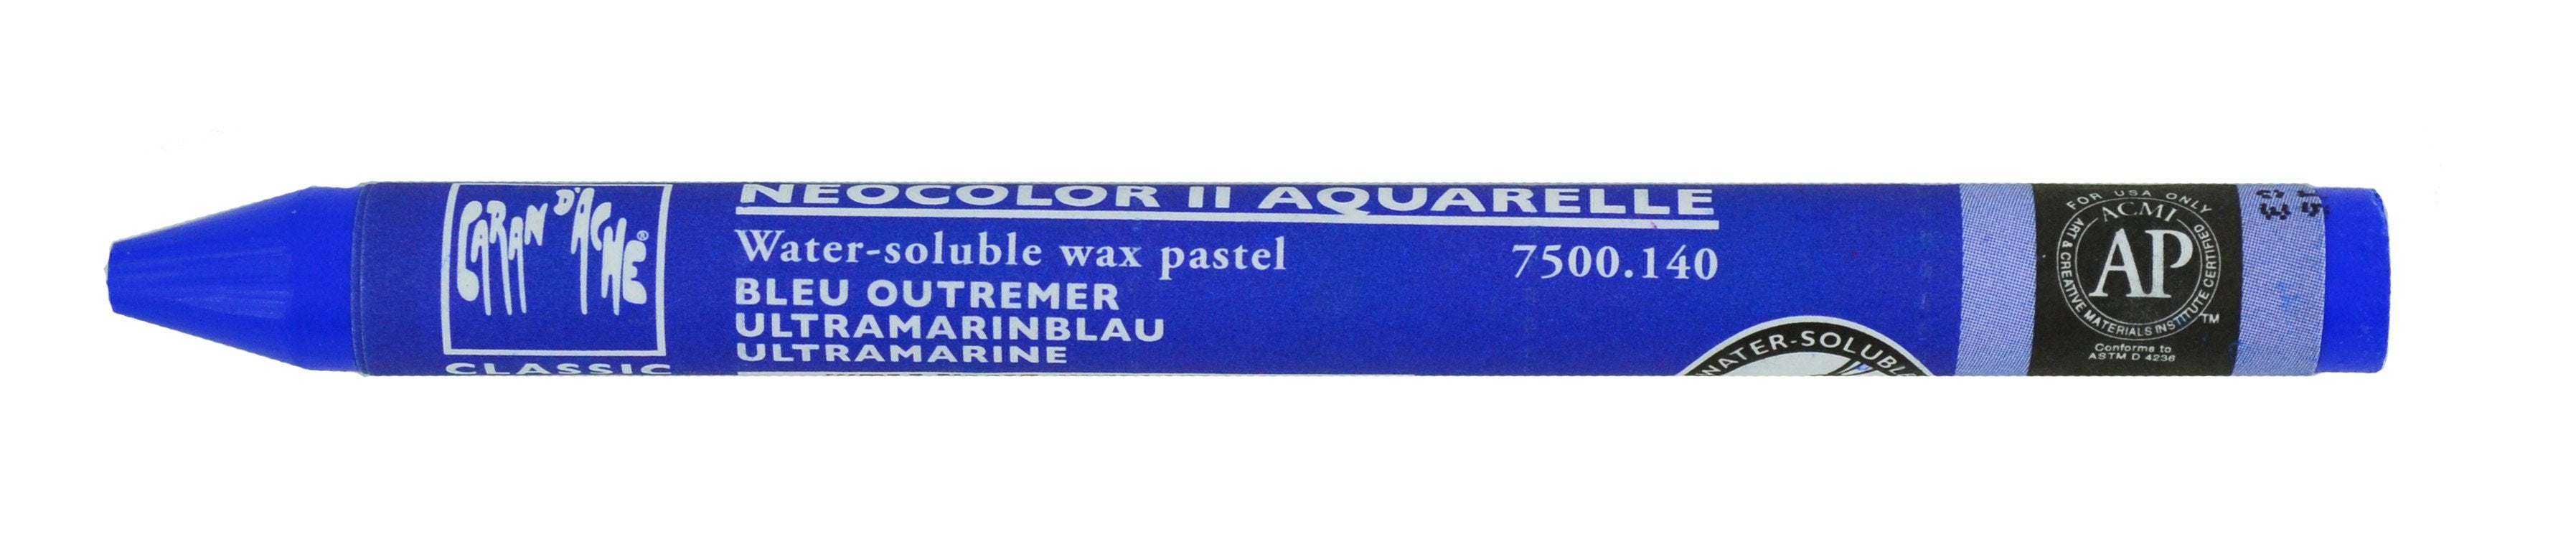 CARAN D'ACHE®
CLASSIC
NEOCOLOR II AQUARELLE
Water-soluble wax pastel 7500.140
BLEU OUTREMER
ULTRAMARINBLAU
ULTRAMARINE
WATER-SOLUBLE
FOR USA ONLY
ACMI
AP
ART & CREATIVE MATERIALS INSTITUTE CERTIFIED
TM
Conforms to
ASTM D 4236